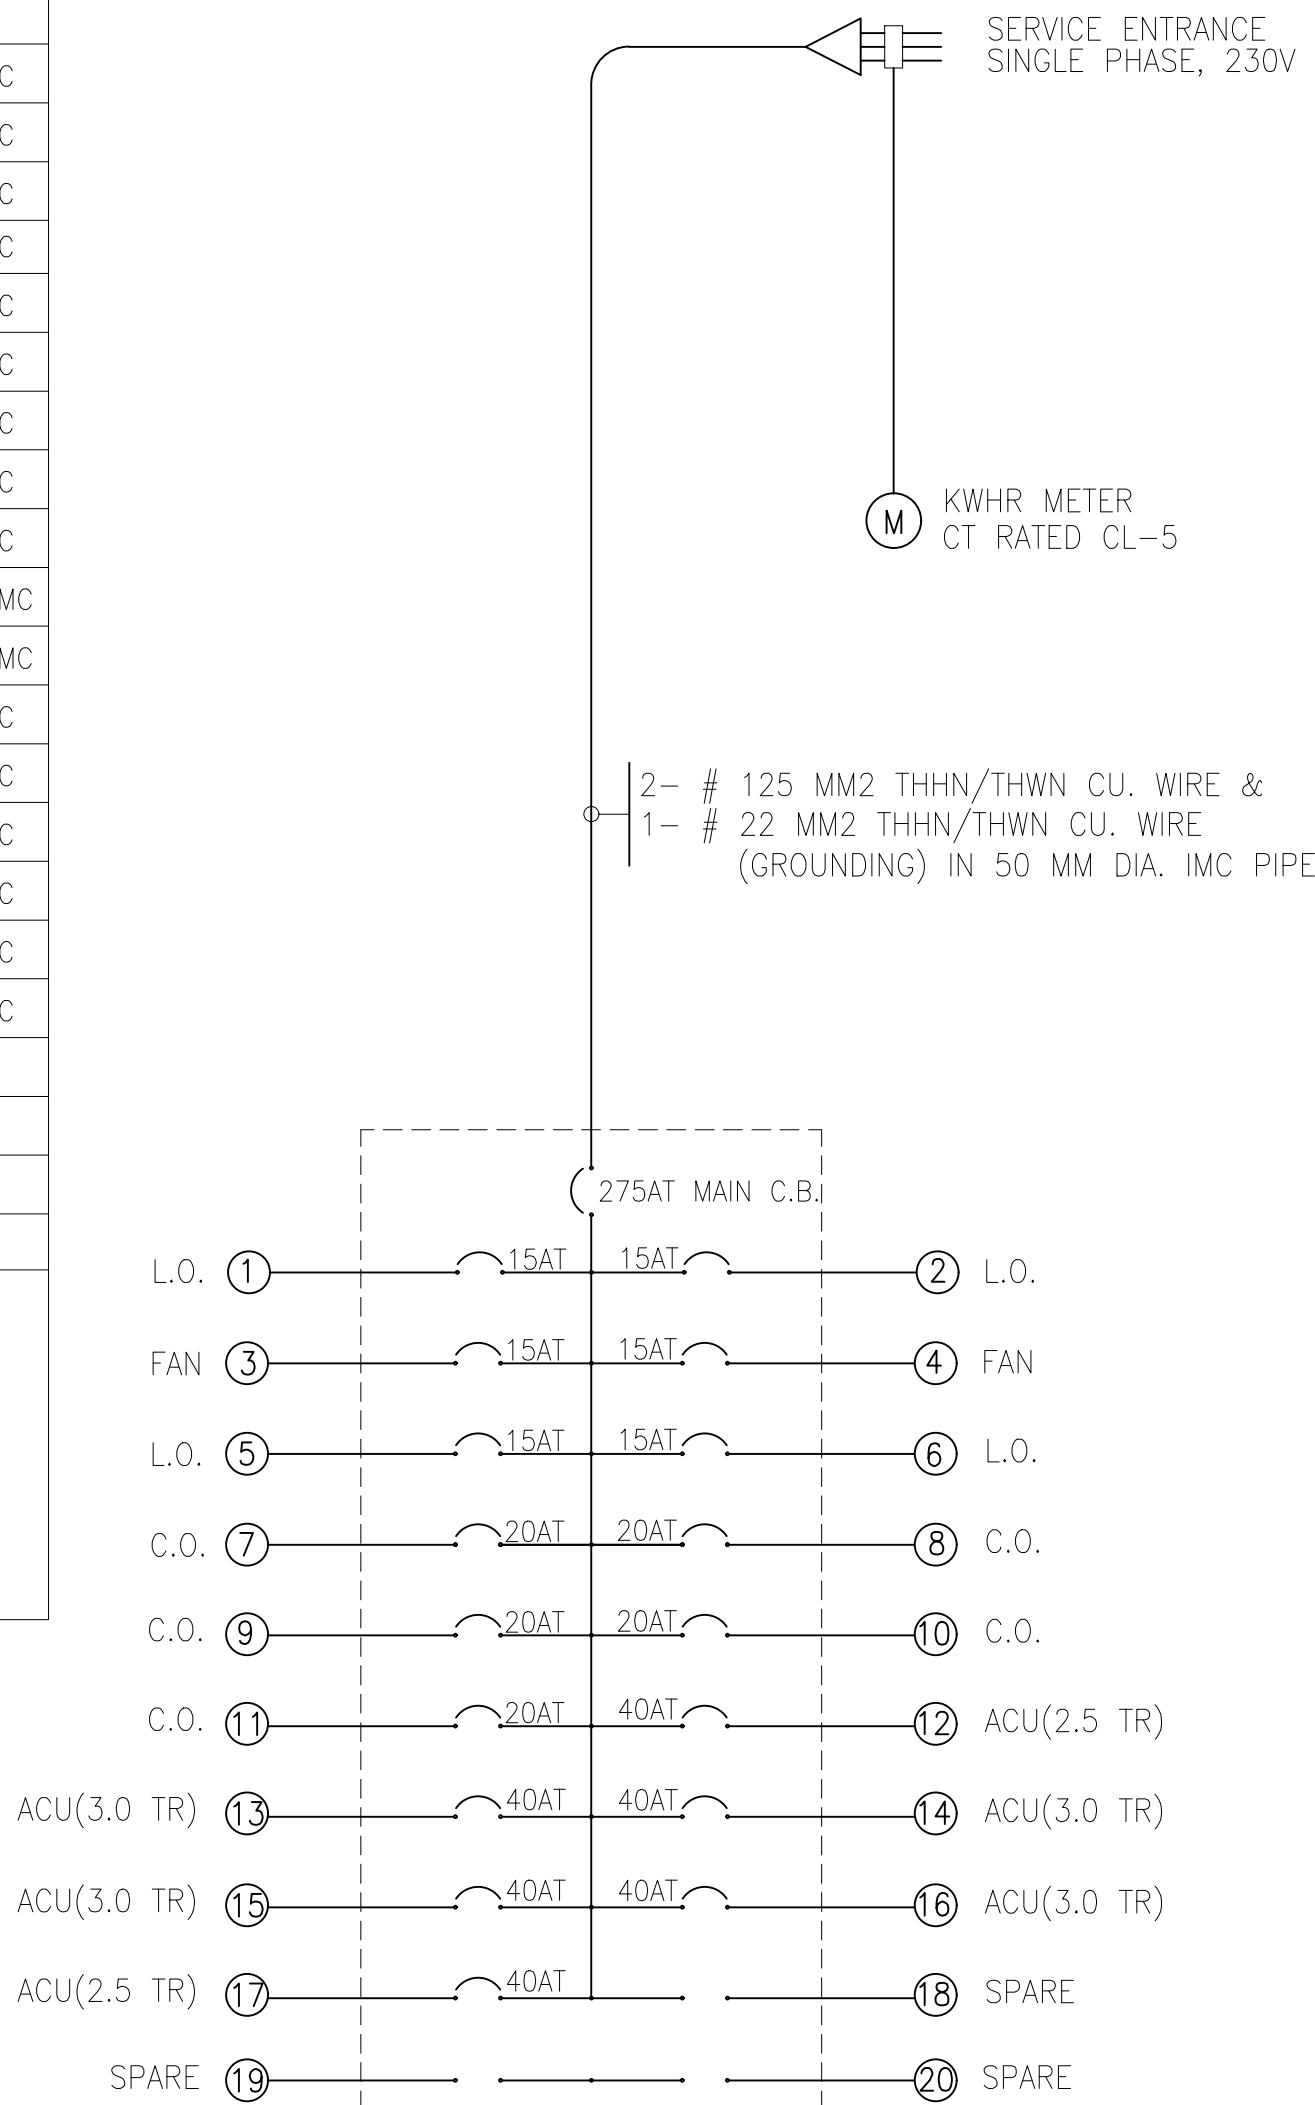 SERVICE ENTRANCE
SINGLE PHASE, 230V
C
C
C
C
C
C
C
C
C
MC
MC
C
C
C
C
C
C
M
KWHR METER
CT RATED CL-5
2- # 125 MM2 THHN/THWN CU. WIRE &
1- # 22 MM2 THHN/THWN CU. WIRE
(GROUNDING) IN 50 MM DIA. IMC PIPE
275AT MAIN C.B.
L.O. 1 15AT 15AT 2 L.O.
FAN 3 15AT 15AT 4 FAN
L.O. 5 15AT 15AT 6 L.O.
C.O. 7 20AT 20AT 8 C.O.
C.O. 9 20AT 20AT 10 C.O.
C.O. 11 20AT 40AT 12 ACU(2.5 TR)
ACU(3.0 TR) 13 40AT 40AT 14 ACU(3.0 TR)
ACU(3.0 TR) 15 40AT 40AT 16 ACU(3.0 TR)
ACU(2.5 TR) 17 40AT 18 SPARE
SPARE 19 20 SPARE